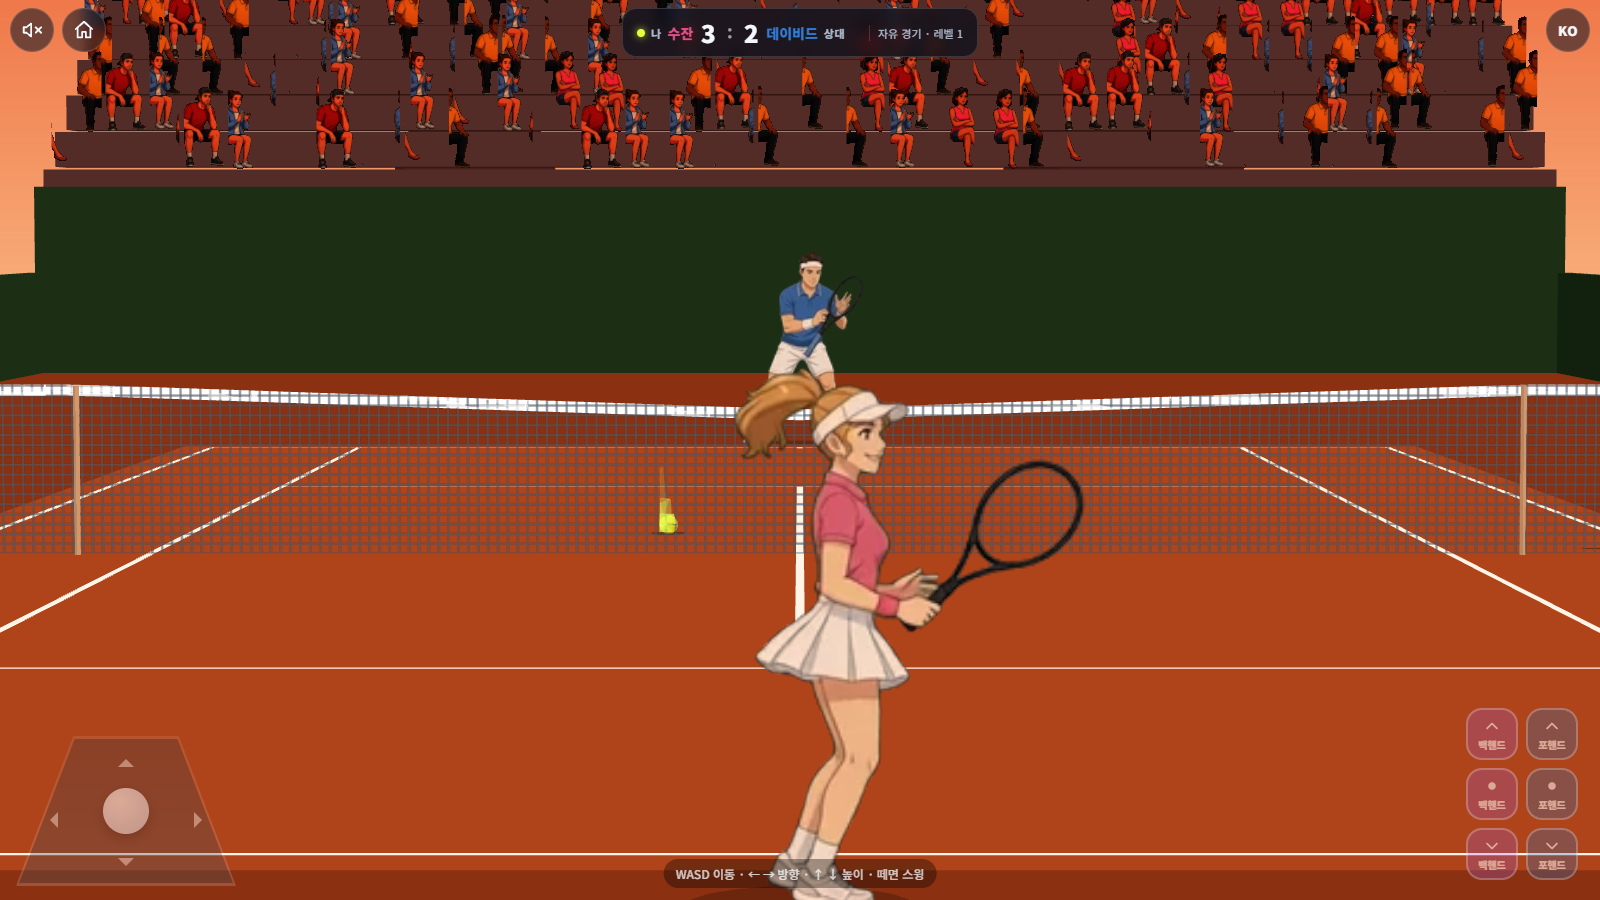 나 수잔 3 : 2 데이비드 상대 자유 경기 · 레벨 1
KO
백핸드 포핸드
백핸드 포핸드
백핸드 포핸드
WASD 이동 · ←→ 방향 · ↑↓ 높이 · 떼면 스윙